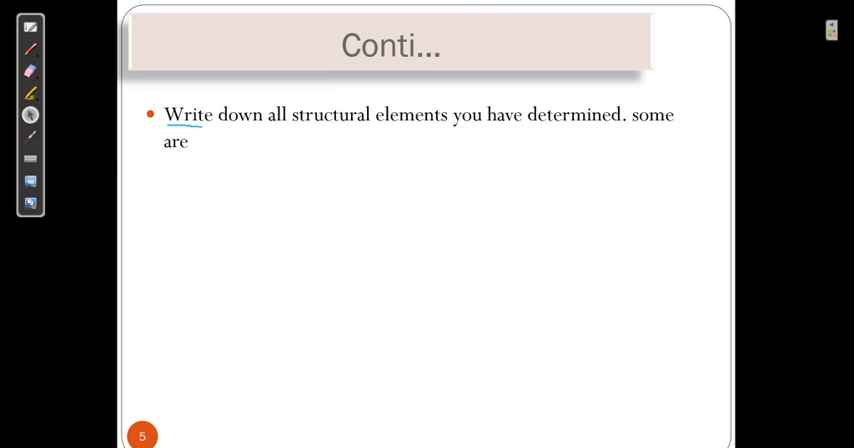 Conti...
Write down all structural elements you have determined. some
are
5